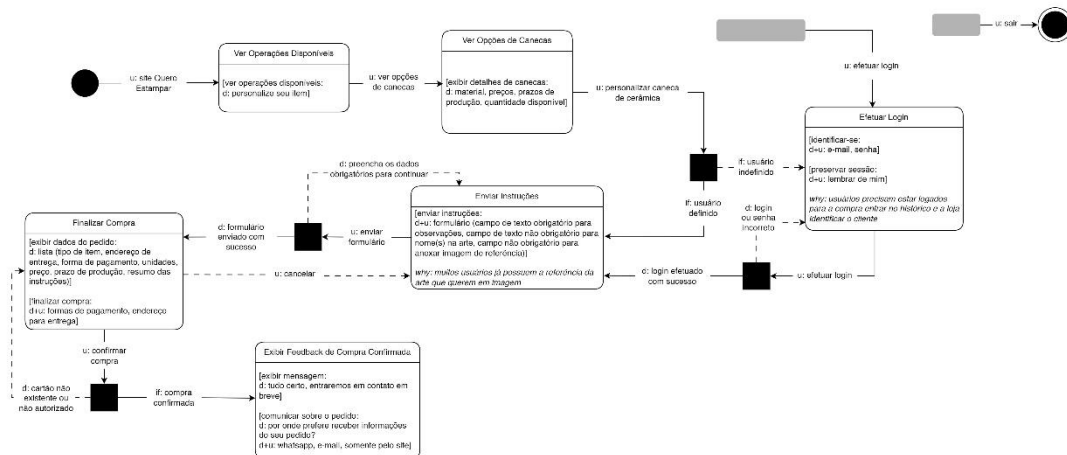 u: sair
Ver Operações Disponíveis
[ver operações disponíveis:
d: personalize seu item]
u: site Quero
Estampar
u: ver opções
de canecas
Ver Opções de Canecas
[exibir detalhes de canecas:
d: material, preços, prazos de
produção, quantidade disponível]
u: personalizar caneca
de cerâmica
u: efetuar login
Efetuar Login
[identificar-se:
d+u: e-mail, senha]
[preservar sessão:
d+u: lembrar de mim]
why: usuários precisam estar logados
para a compra entrar no histórico e a loja
identificar o cliente
if: usuário
indefinido
if: usuário
definido
d: login
ou senha
incorreto
u: efetuar login
d: login efetuado
com sucesso
d: preencha os dados
obrigatórios para continuar
Enviar Instruções
[enviar instruções:
d+u: formulário (campo de texto obrigatório para
observações, campo de texto não obrigatório para
nome(s) na arte, campo não obrigatório para
anexar imagem de referência)]
why: muitos usuários já possuem a referência da
arte que querem em imagem
u: enviar
formulário
d: formulário
enviado com
sucesso
u: cancelar
Finalizar Compra
[exibir dados do pedido:
d: lista (tipo de item, endereço de
entrega, forma de pagamento, unidades,
preço, prazo de produção, resumo das
instruções)]
[finalizar compra:
d+u: formas de pagamento, endereço
para entrega]
u: confirmar
compra
d: cartão não
existente ou
não autorizado
if: compra
confirmada
Exibir Feedback de Compra Confirmada
[exibir mensagem:
d: tudo certo, entraremos em contato em
breve]
[comunicar sobre o pedido:
d: por onde prefere receber informações
do seu pedido?
d+u: whatsapp, e-mail, somente pelo site]